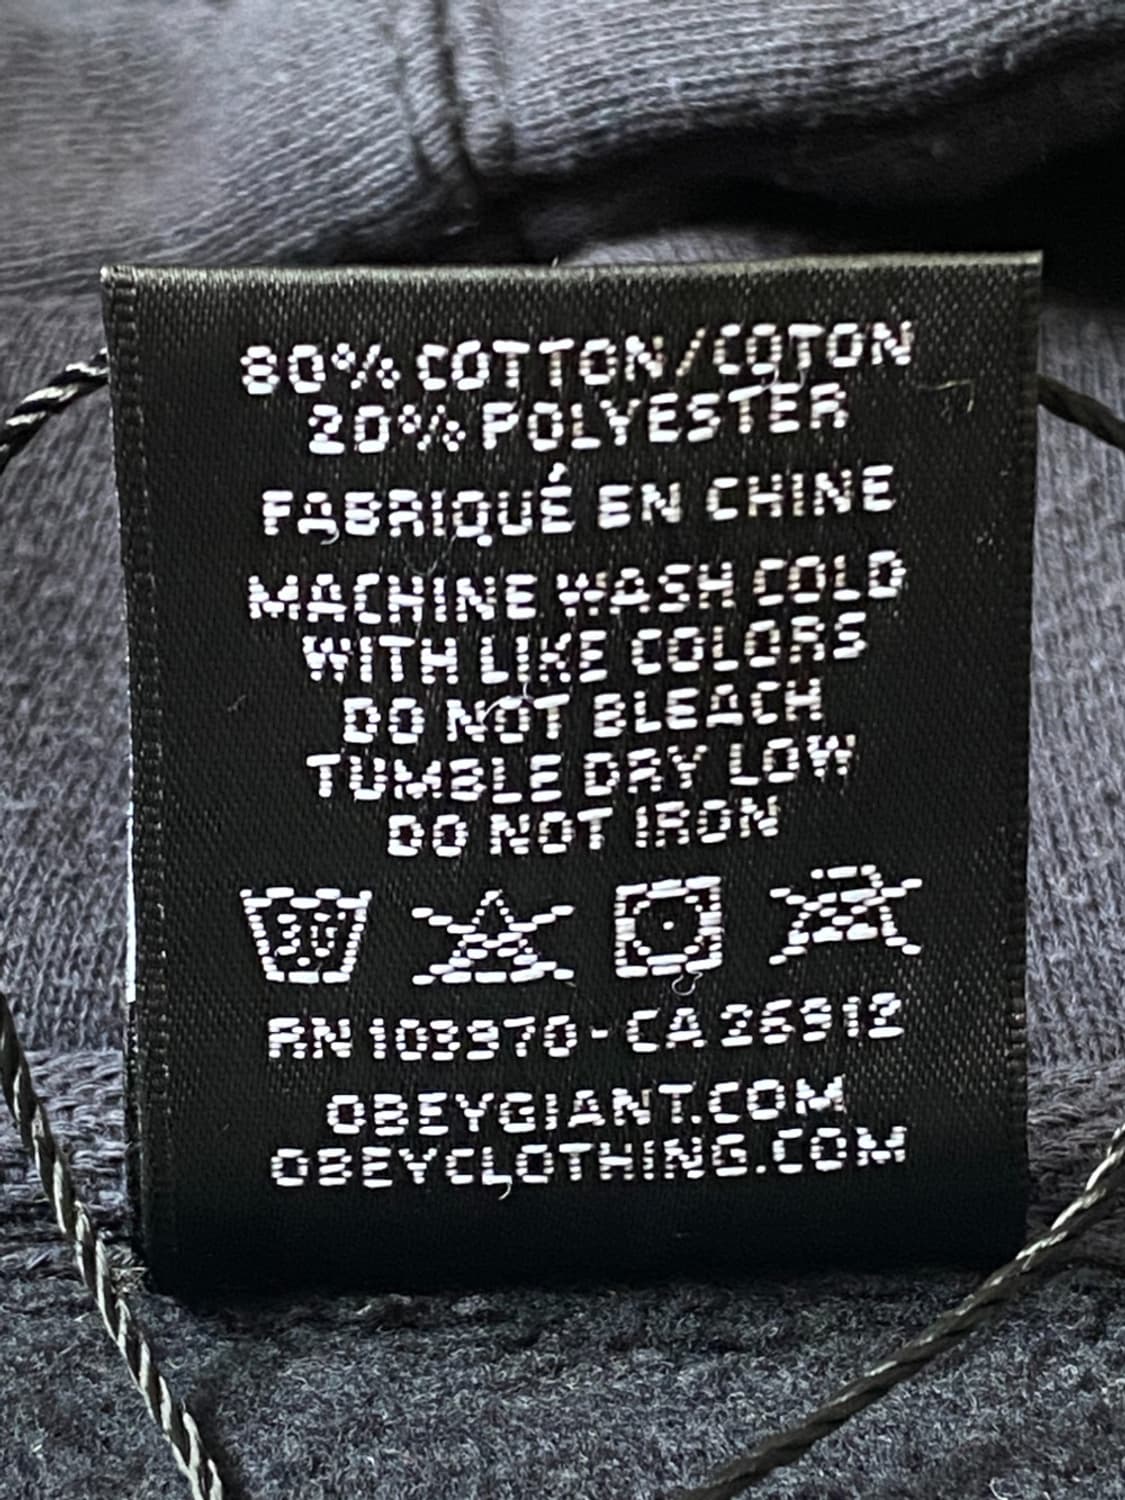 80% COTTON/COTON
20% POLYESTER
FABRIQUÉ EN CHINE
MACHINE WASH COLD
WITH LIKE COLORS
DO NOT BLEACH
TUMBLE DRY LOW
DO NOT IRON
30
RN 103970 - CA 26912
OBEYGIANT.COM
OBEYCLOTHING.COM